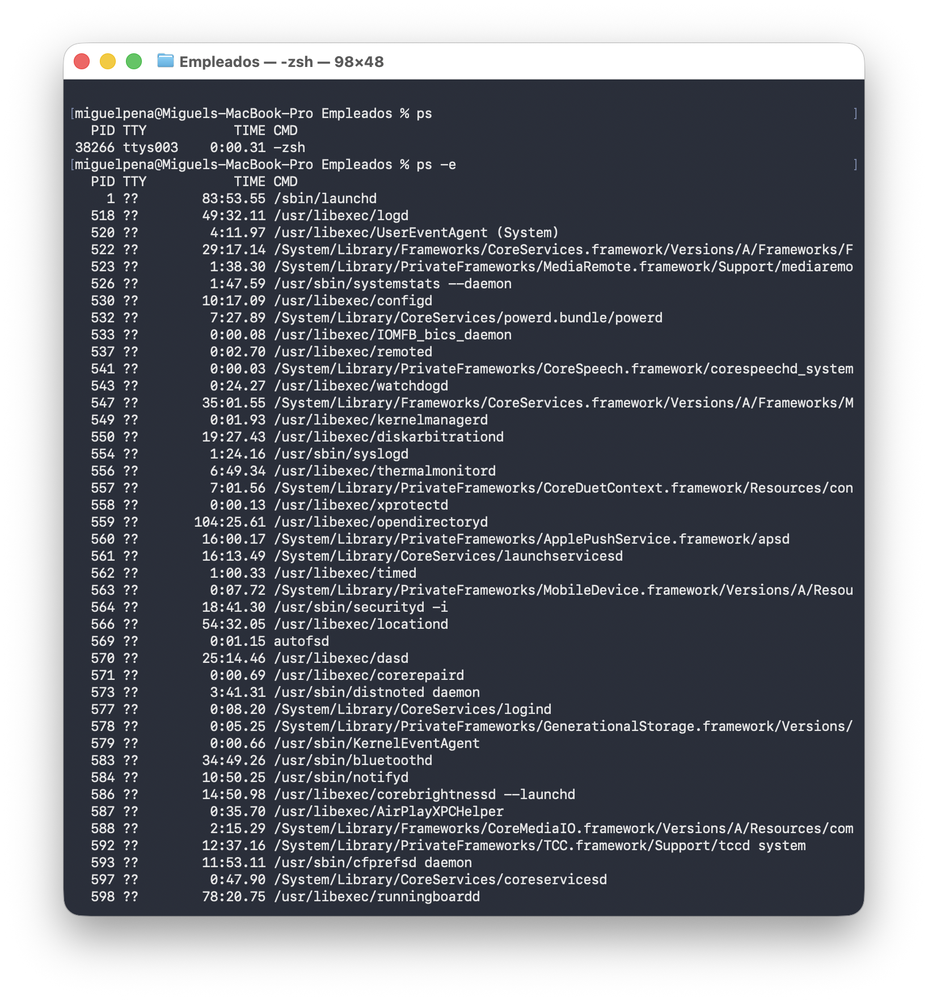 Empleados — -zsh — 98×48
[miguelpena@Miguels-MacBook-Pro Empleados % ps ]
  PID TTY           TIME CMD
38266 ttys003    0:00.31 -zsh
[miguelpena@Miguels-MacBook-Pro Empleados % ps -e ]
  PID TTY           TIME CMD
    1 ??        83:53.55 /sbin/launchd
  518 ??        49:32.11 /usr/libexec/logd
  520 ??         4:11.97 /usr/libexec/UserEventAgent (System)
  522 ??        29:17.14 /System/Library/Frameworks/CoreServices.framework/Versions/A/Frameworks/F
  523 ??         1:38.30 /System/Library/PrivateFrameworks/MediaRemote.framework/Support/mediaremo
  526 ??         1:47.59 /usr/sbin/systemstats --daemon
  530 ??        10:17.09 /usr/libexec/configd
  532 ??         7:27.89 /System/Library/CoreServices/powerd.bundle/powerd
  533 ??         0:00.08 /usr/libexec/IOMFB_bics_daemon
  537 ??         0:02.70 /usr/libexec/remoted
  541 ??         0:00.03 /System/Library/PrivateFrameworks/CoreSpeech.framework/corespeechd_system
  543 ??         0:24.27 /usr/libexec/watchdogd
  547 ??        35:01.55 /System/Library/Frameworks/CoreServices.framework/Versions/A/Frameworks/M
  549 ??         0:01.93 /usr/libexec/kernelmanagerd
  550 ??        19:27.43 /usr/libexec/diskarbitrationd
  554 ??         1:24.16 /usr/sbin/syslogd
  556 ??         6:49.34 /usr/libexec/thermalmonitord
  557 ??         7:01.56 /System/Library/PrivateFrameworks/CoreDuetContext.framework/Resources/con
  558 ??         0:00.13 /usr/libexec/xprotectd
  559 ??       104:25.61 /usr/libexec/opendirectoryd
  560 ??        16:00.17 /System/Library/PrivateFrameworks/ApplePushService.framework/apsd
  561 ??        16:13.49 /System/Library/CoreServices/launchservicesd
  562 ??         1:00.33 /usr/libexec/timed
  563 ??         0:07.72 /System/Library/PrivateFrameworks/MobileDevice.framework/Versions/A/Resou
  564 ??        18:41.30 /usr/sbin/securityd -i
  566 ??        54:32.05 /usr/libexec/locationd
  569 ??         0:01.15 autofsd
  570 ??        25:14.46 /usr/libexec/dasd
  571 ??         0:00.69 /usr/libexec/corerepaird
  573 ??         3:41.31 /usr/sbin/distnoted daemon
  577 ??         0:08.20 /System/Library/CoreServices/logind
  578 ??         0:05.25 /System/Library/PrivateFrameworks/GenerationalStorage.framework/Versions/
  579 ??         0:00.66 /usr/sbin/KernelEventAgent
  583 ??        34:49.26 /usr/sbin/bluetoothd
  584 ??        10:50.25 /usr/sbin/notifyd
  586 ??        14:50.98 /usr/libexec/corebrightnessd --launchd
  587 ??         0:35.70 /usr/libexec/AirPlayXPCHelper
  588 ??         2:15.29 /System/Library/Frameworks/CoreMediaIO.framework/Versions/A/Resources/com
  592 ??        12:37.16 /System/Library/PrivateFrameworks/TCC.framework/Support/tccd system
  593 ??        11:53.11 /usr/sbin/cfprefsd daemon
  597 ??         0:47.90 /System/Library/CoreServices/coreservicesd
  598 ??        78:20.75 /usr/libexec/runningboardd